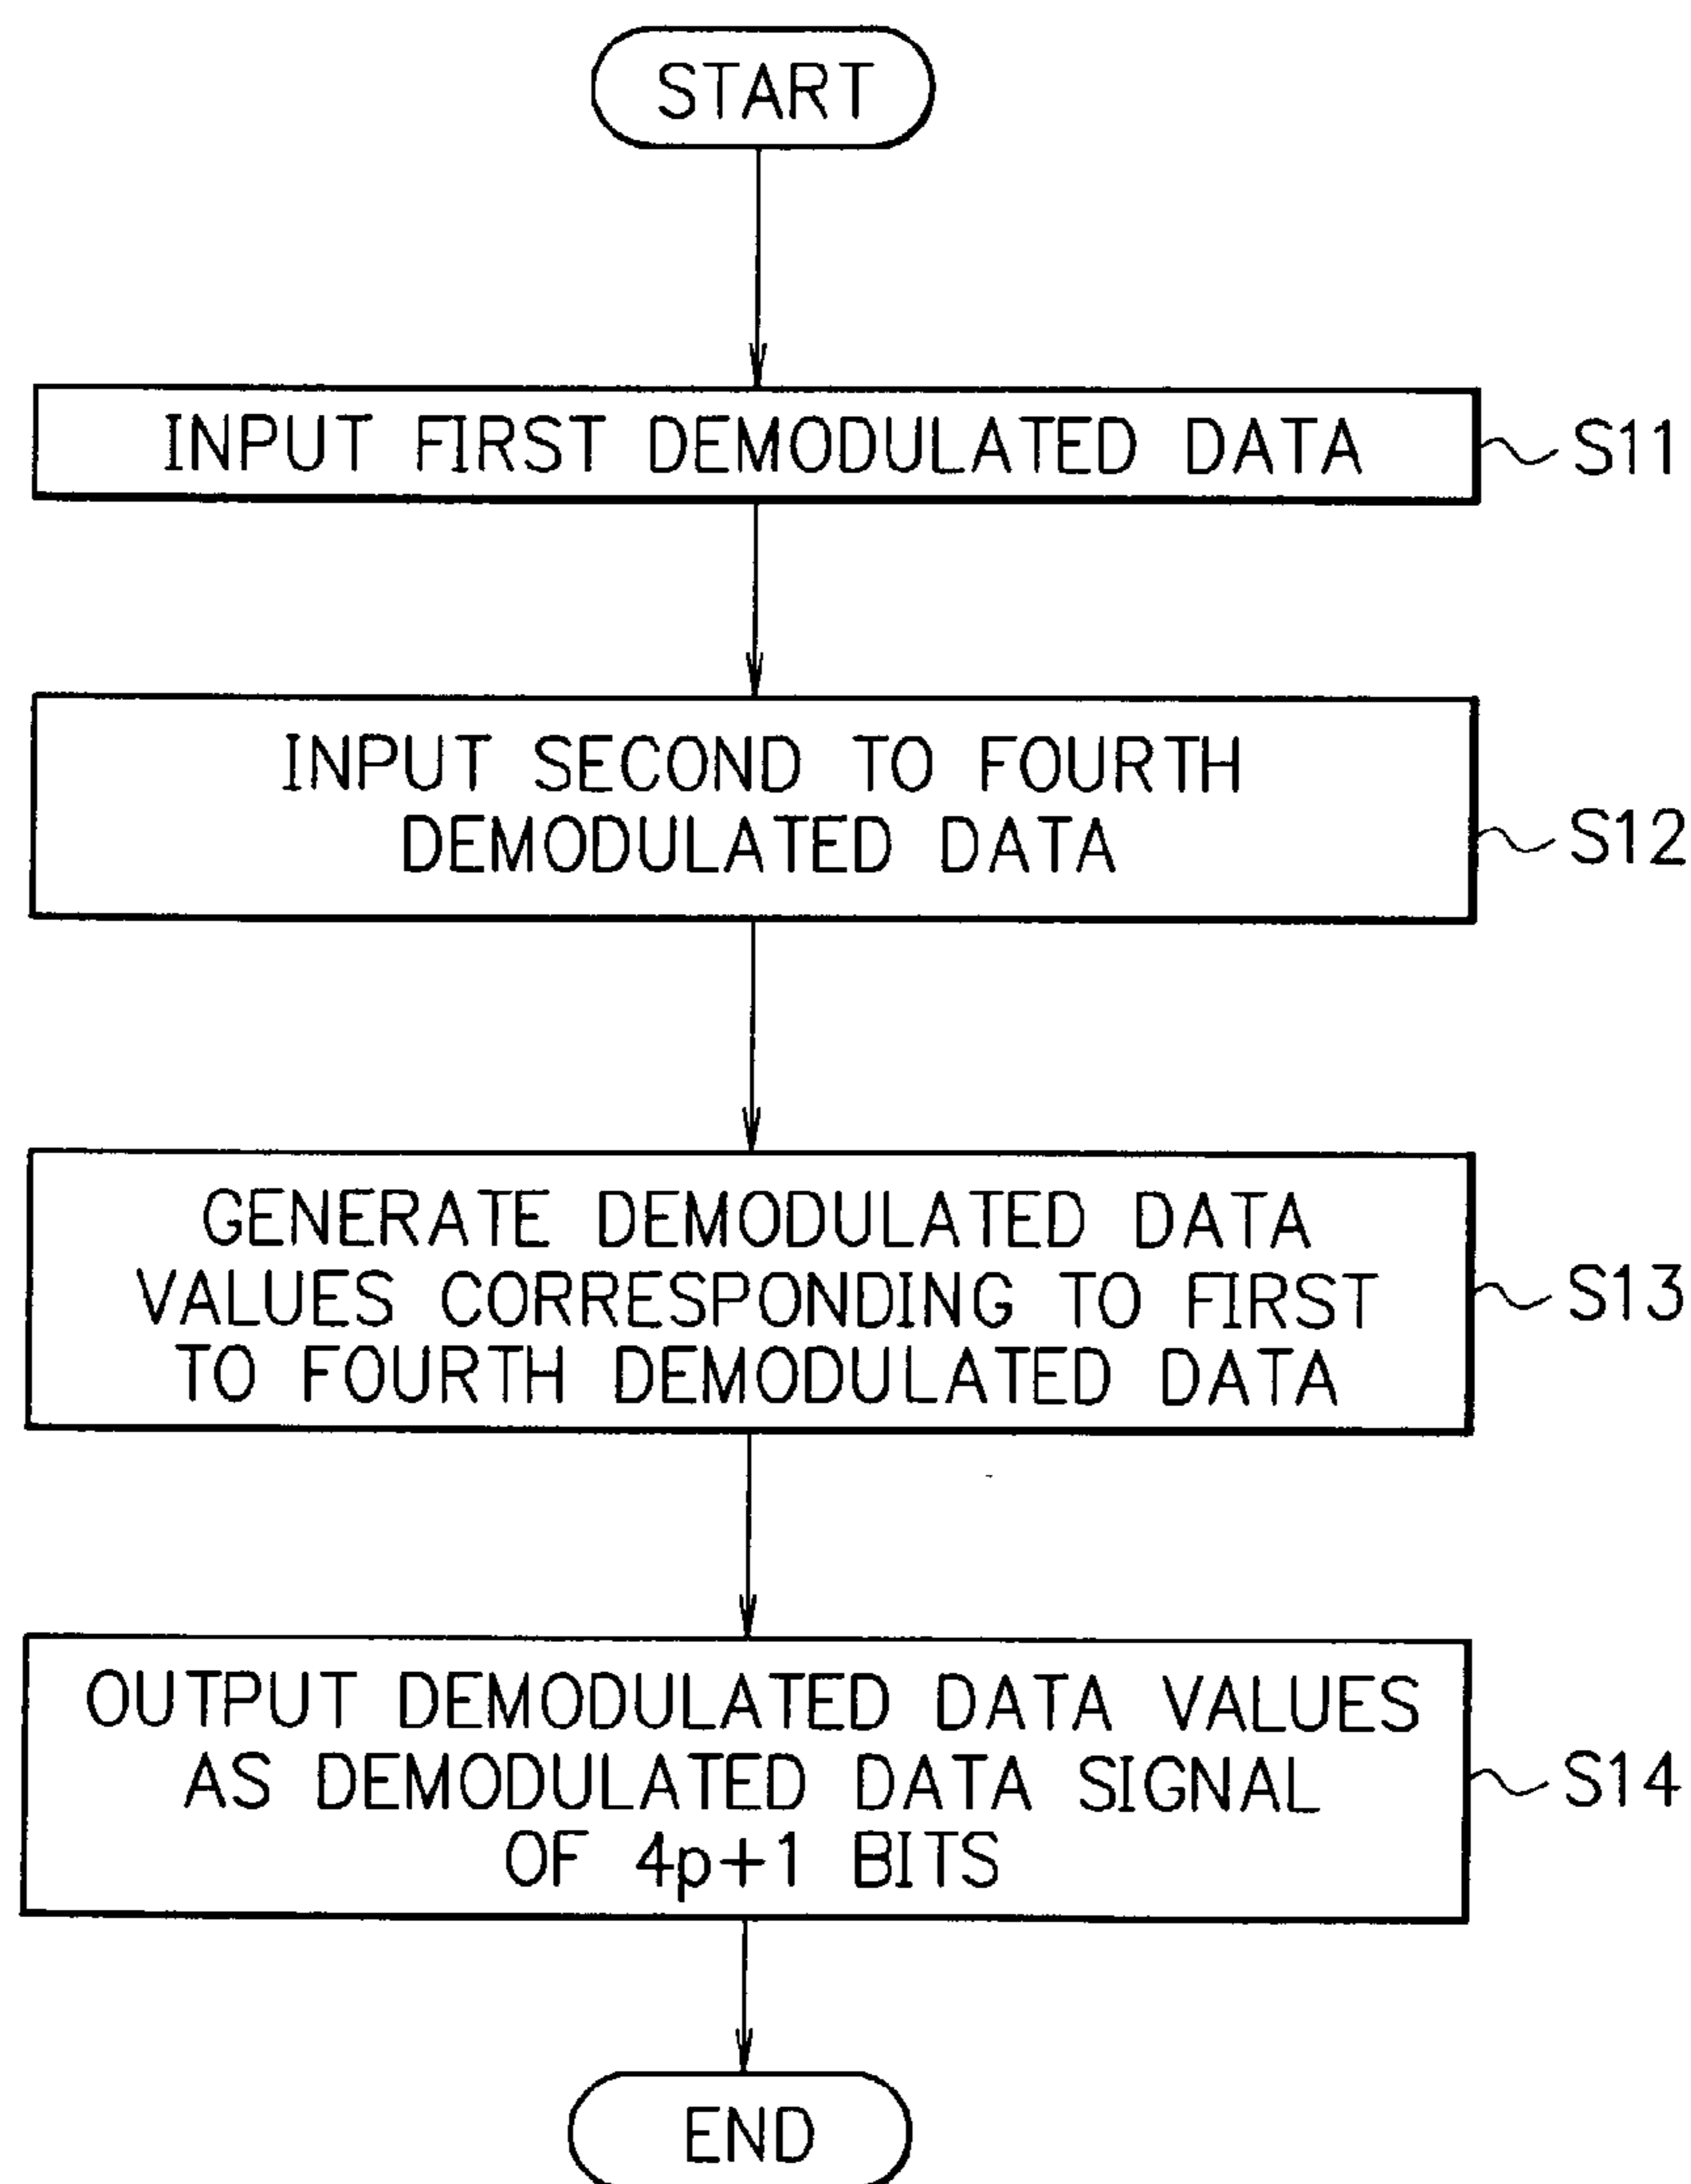 START
INPUT FIRST DEMODULATED DATA
S11
INPUT SECOND TO FOURTH
DEMODULATED DATA
S12
GENERATE DEMODULATED DATA
VALUES CORRESPONDING TO FIRST
TO FOURTH DEMODULATED DATA
S13
OUTPUT DEMODULATED DATA VALUES
AS DEMODULATED DATA SIGNAL
OF 4p+1 BITS
S14
END